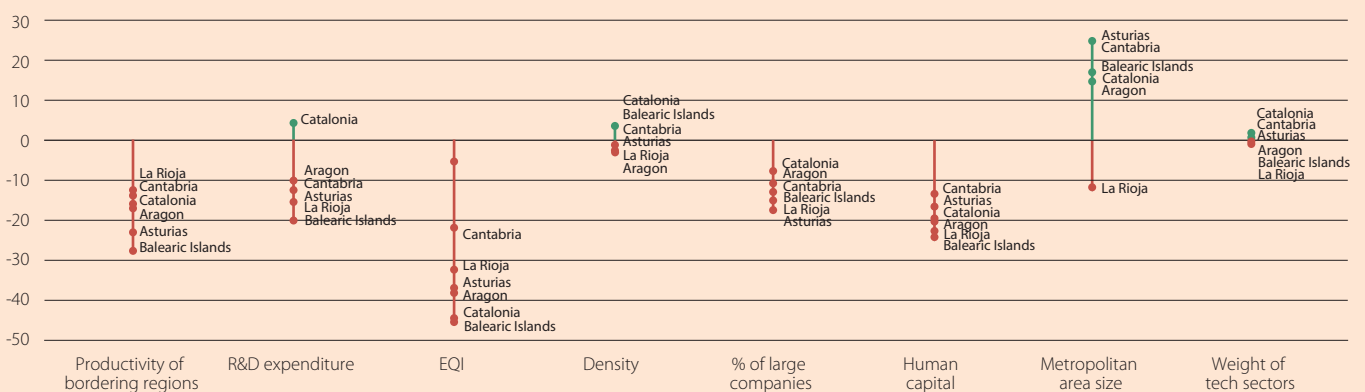 30
20
10
0
-10
-20
-30
-40
-50
La Rioja
Cantabria
Catalonia
Aragon
Asturias
Balearic Islands
Productivity of
bordering regions
Catalonia
Aragon
Cantabria
Asturias
La Rioja
Balearic Islands
R&D expenditure
Cantabria
La Rioja
Asturias
Aragon
Catalonia
Balearic Islands
EQI
Catalonia
Balearic Islands
Cantabria
Asturias
La Rioja
Aragon
Density
Catalonia
Aragon
Cantabria
Balearic Islands
La Rioja
Asturias
% of large
companies
Cantabria
Asturias
Catalonia
Aragon
La Rioja
Balearic Islands
Human
capital
Asturias
Cantabria
Balearic Islands
Catalonia
Aragon
La Rioja
Metropolitan
area size
Catalonia
Cantabria
Asturias
Aragon
Balearic Islands
La Rioja
Weight of
tech sectors